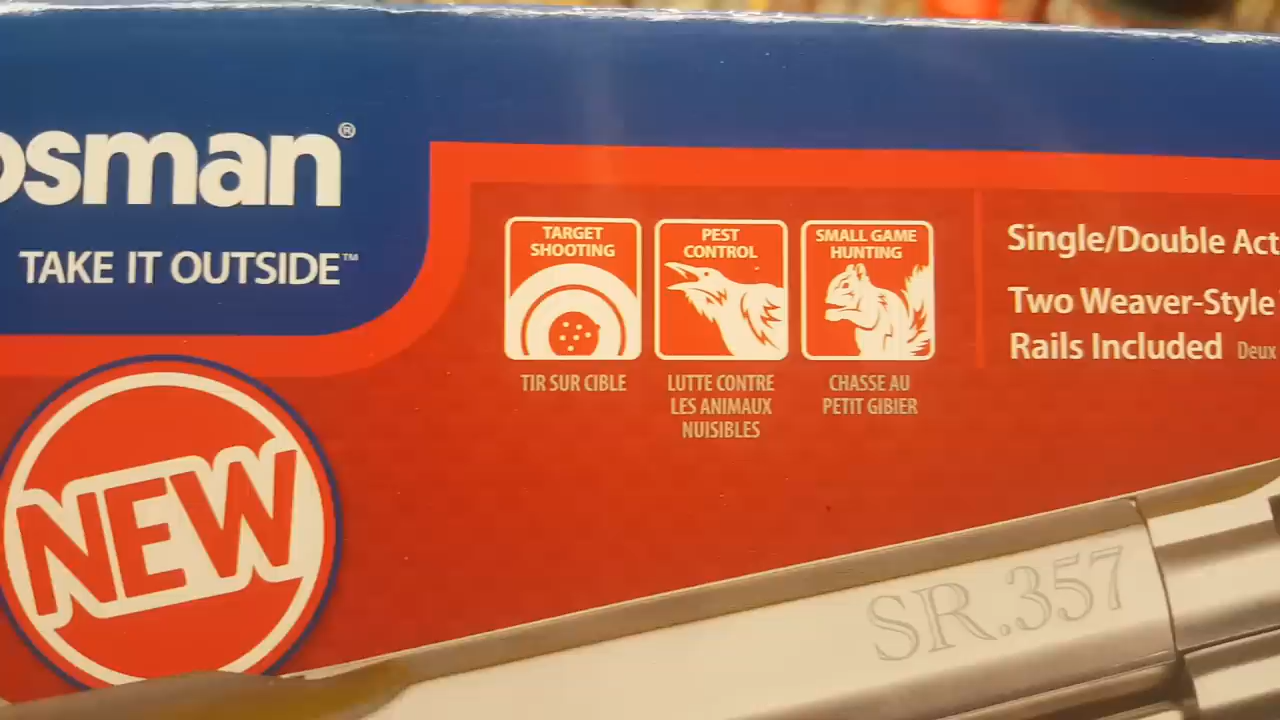 osman®
TAKE IT OUTSIDE™
NEW
TARGET
SHOOTING
TIR SUR CIBLE
PEST
CONTROL
LUTTE CONTRE
LES ANIMAUX
NUISIBLES
SMALL GAME
HUNTING
CHASSE AU
PETIT GIBIER
Single/Double Act
Two Weaver-Style
Rails Included Deux
SR.357